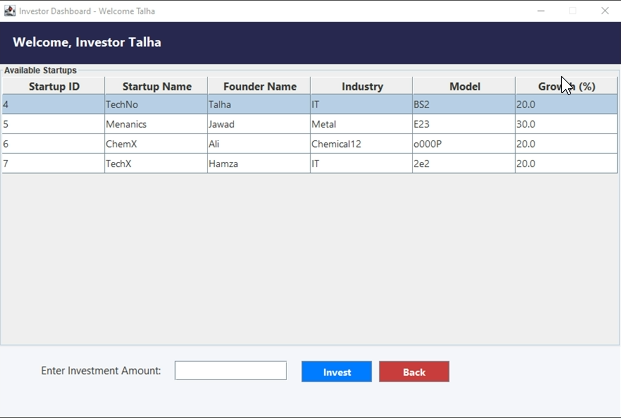 Investor Dashboard - Welcome Talha
Welcome, Investor Talha
Available Startups
Startup ID Startup Name Founder Name Industry Model Growth (%)
4 TechNo Talha IT BS2 20.0
5 Menanics Jawad Metal E23 30.0
6 ChemX Ali Chemical12 o000P 20.0
7 TechX Hamza IT 2e2 20.0
Enter Investment Amount: Invest Back